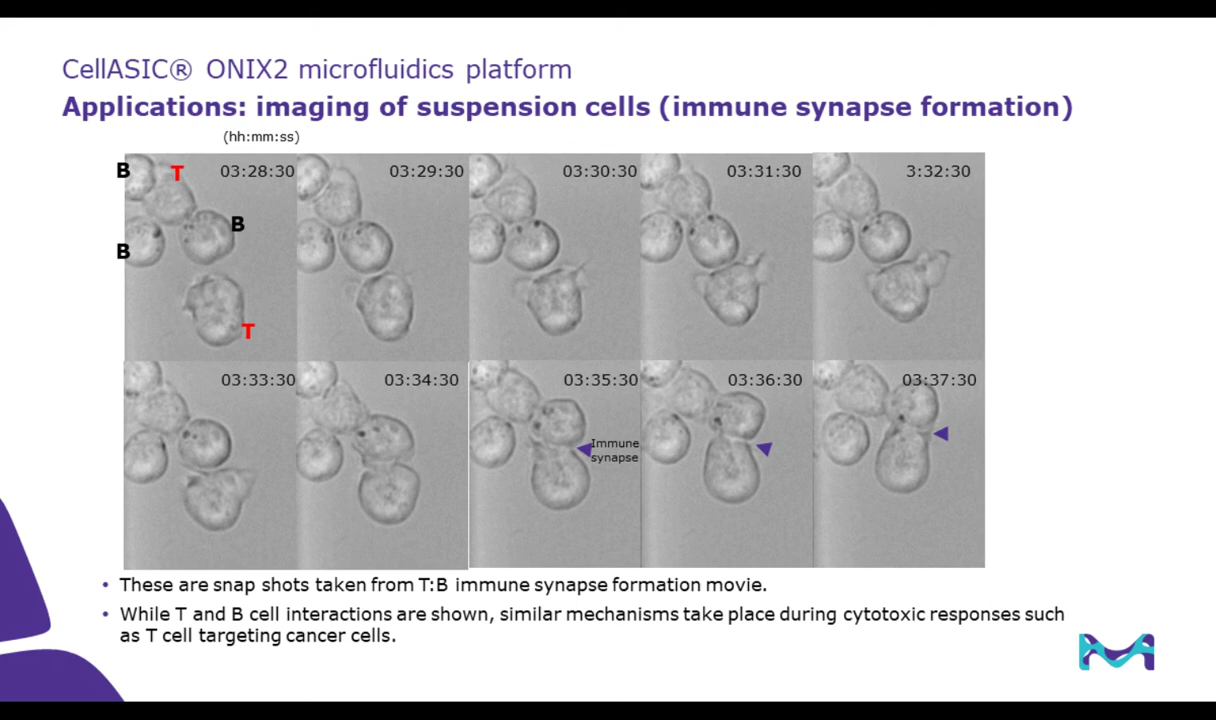 CellASIC® ONIX2 microfluidics platform
Applications: imaging of suspension cells (immune synapse formation)
(hh:mm:ss)
B T 03:28:30 03:29:30 03:30:30 03:31:30 3:32:30
B
B
T
03:33:30 03:34:30 03:35:30 03:36:30 03:37:30
Immune
synapse
• These are snap shots taken from T:B immune synapse formation movie.
• While T and B cell interactions are shown, similar mechanisms take place during cytotoxic responses such
as T cell targeting cancer cells.